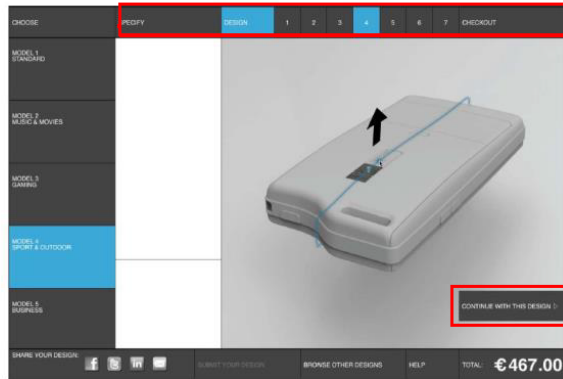 CHOOSE
SPECIFY
DESIGN
1
2
3
4
5
6
7
CHECKOUT
MODEL 1
STANDARD
MODEL 2
MUSIC & MOVIES
MODEL 3
GAMING
MODEL 4
SPORT & OUTDOOR
MODEL 5
BUSINESS
CONTINUE WITH THIS DESIGN
SHARE YOUR DESIGN:
SUBMIT YOUR DESIGN
BROWSE OTHER DESIGNS
HELP
TOTAL:
€467.00